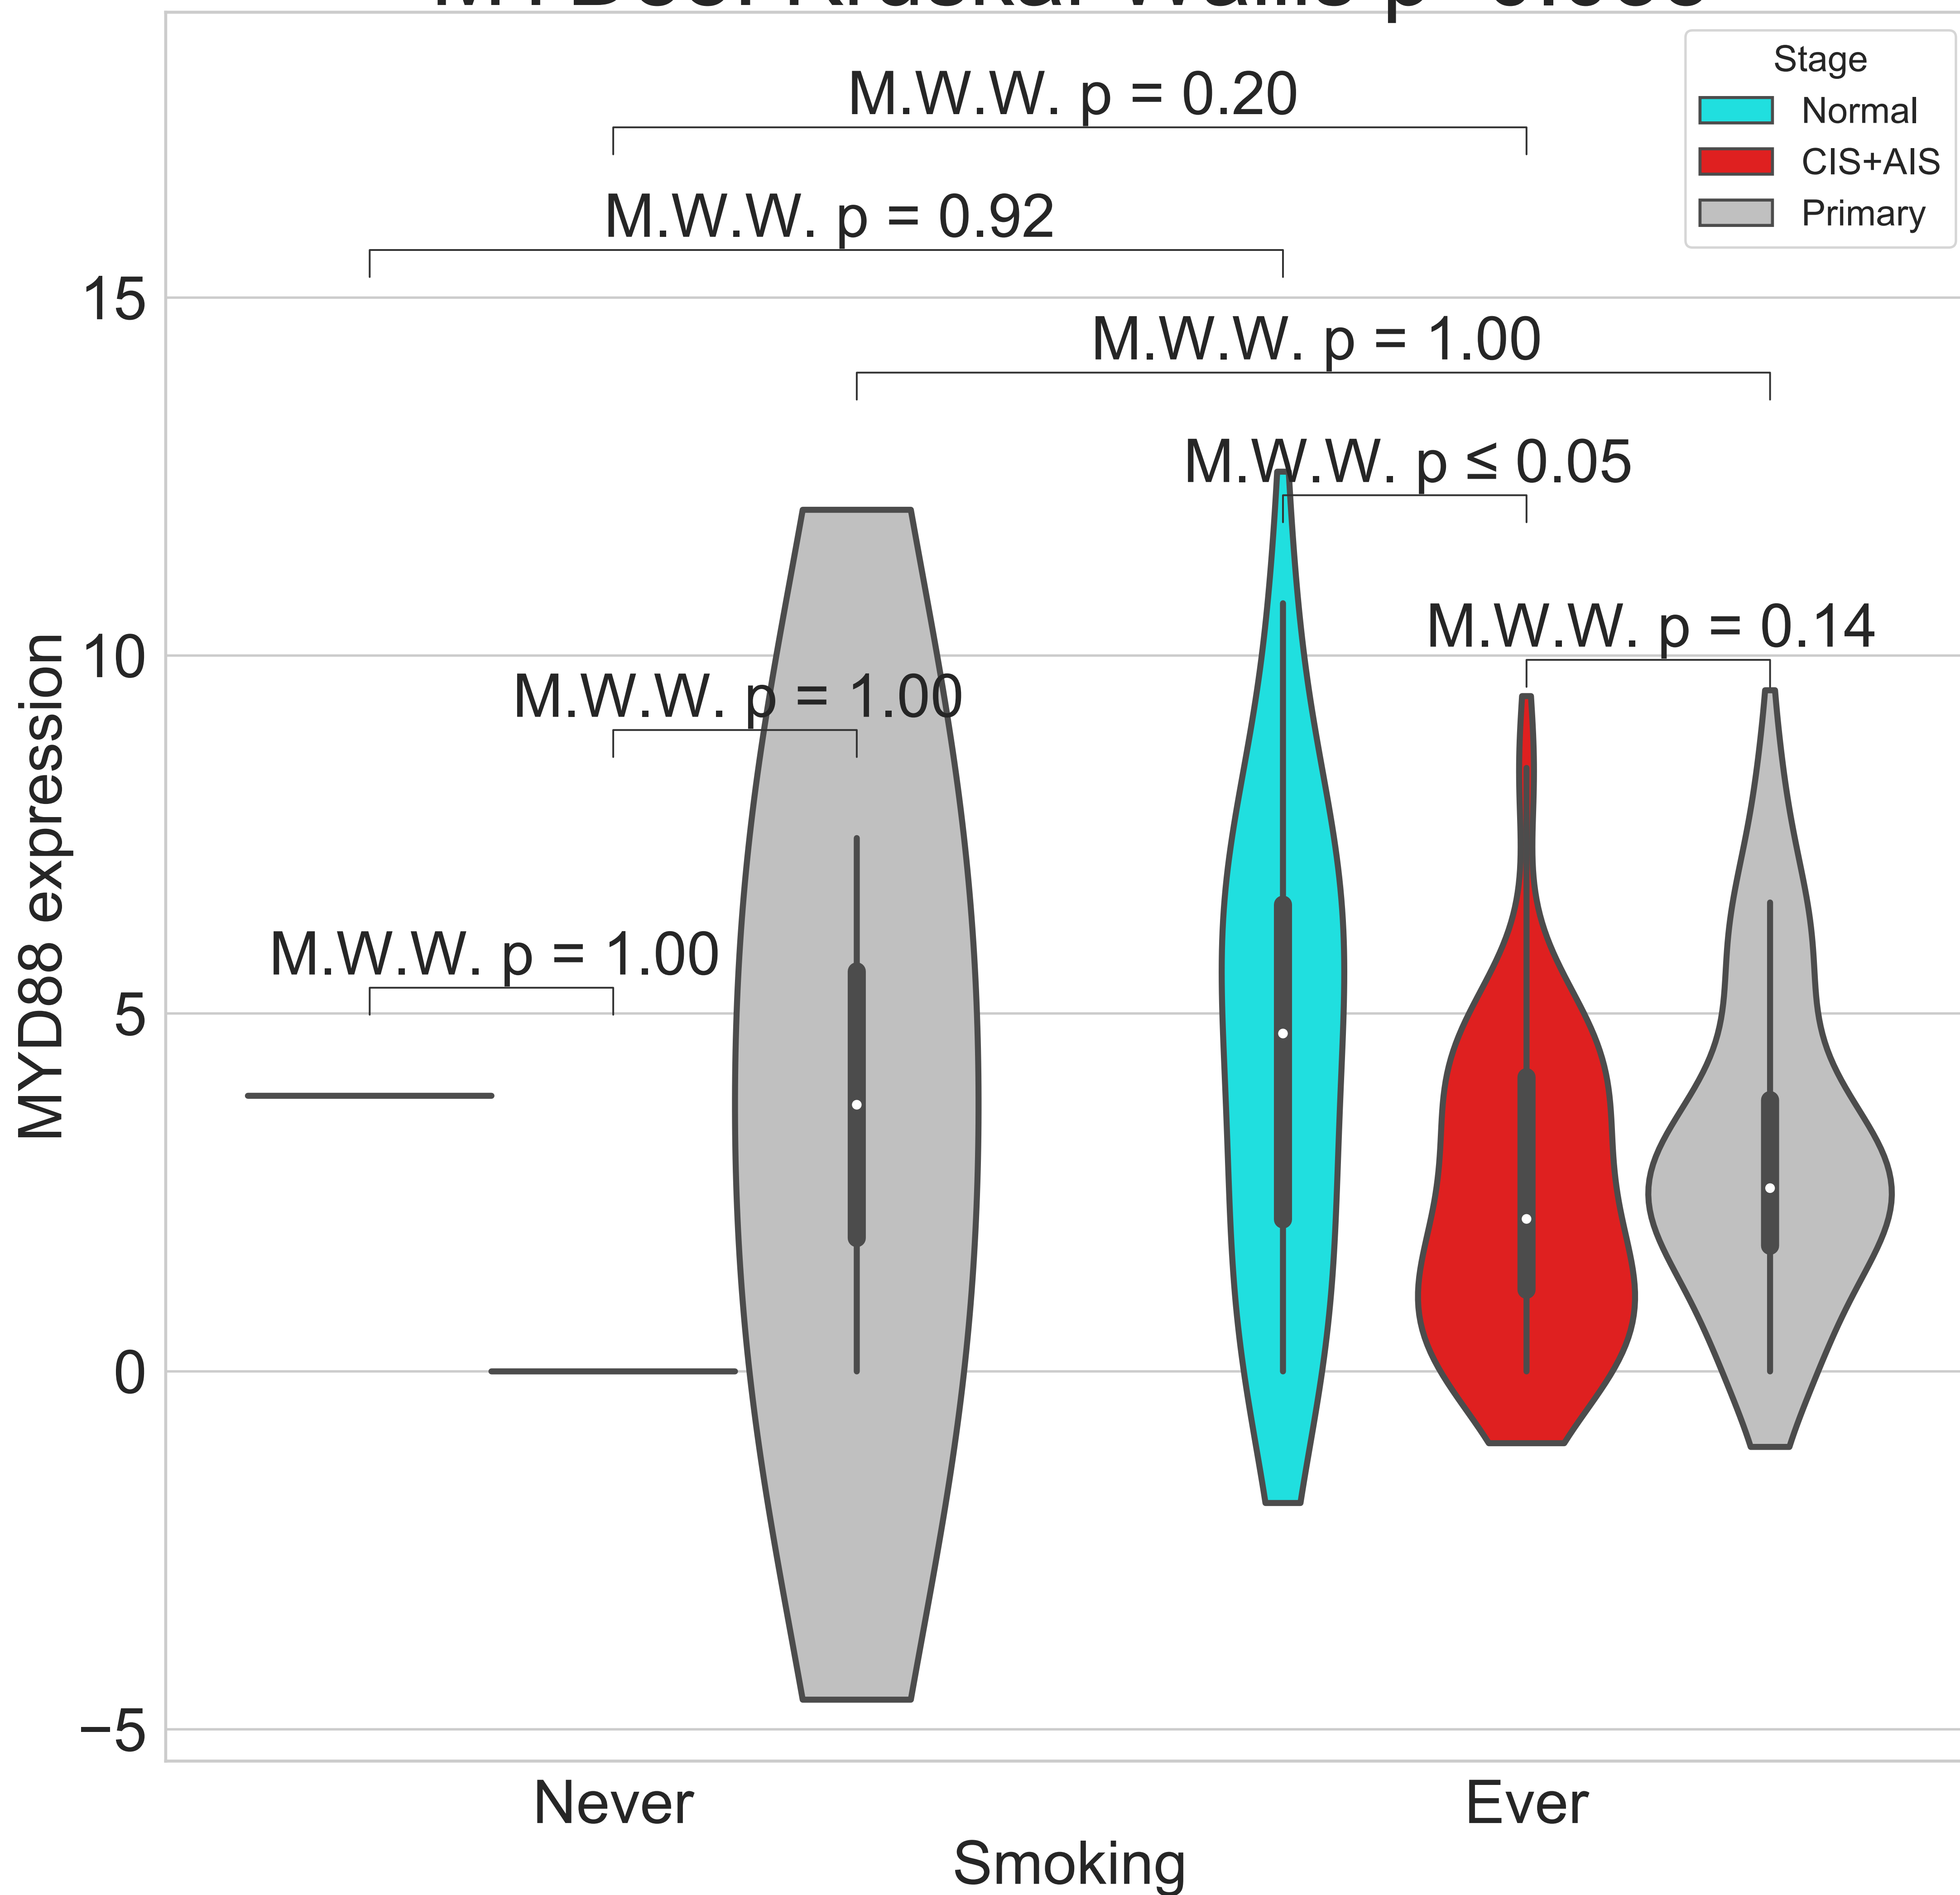 Stage
Normal
CIS+AIS
Primary
M.W.W. p = 0.20
M.W.W. p = 0.92
M.W.W. p = 1.00
M.W.W. p ≤ 0.05
M.W.W. p = 0.14
M.W.W. p = 1.00
M.W.W. p = 1.00
MYD88 expression
15
10
5
0
−5
Never
Ever
Smoking